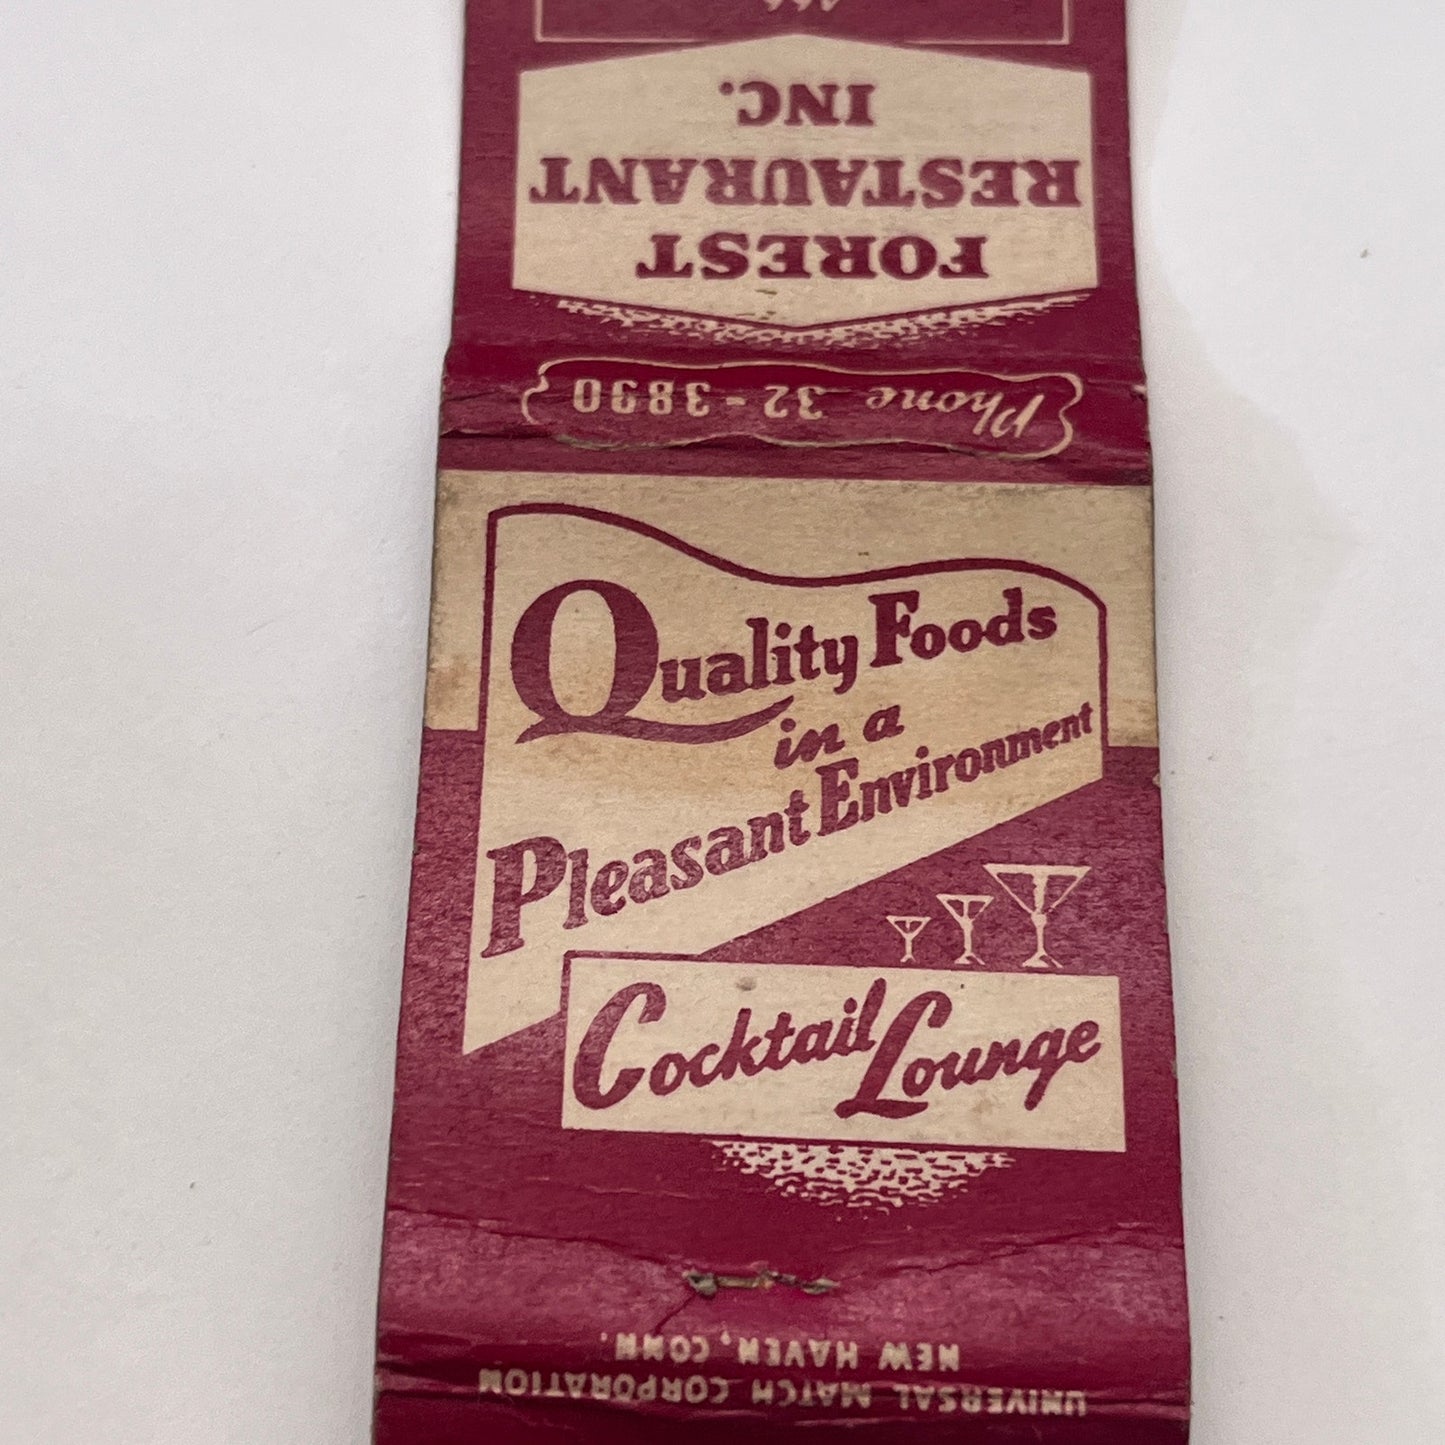 FOREST
RESTAURANT
INC.
Phone 32-3890
Quality Foods
in a
Pleasant Environment
Cocktail Lounge
UNIVERSAL MATCH CORPORATION
NEW HAVEN, CONN.